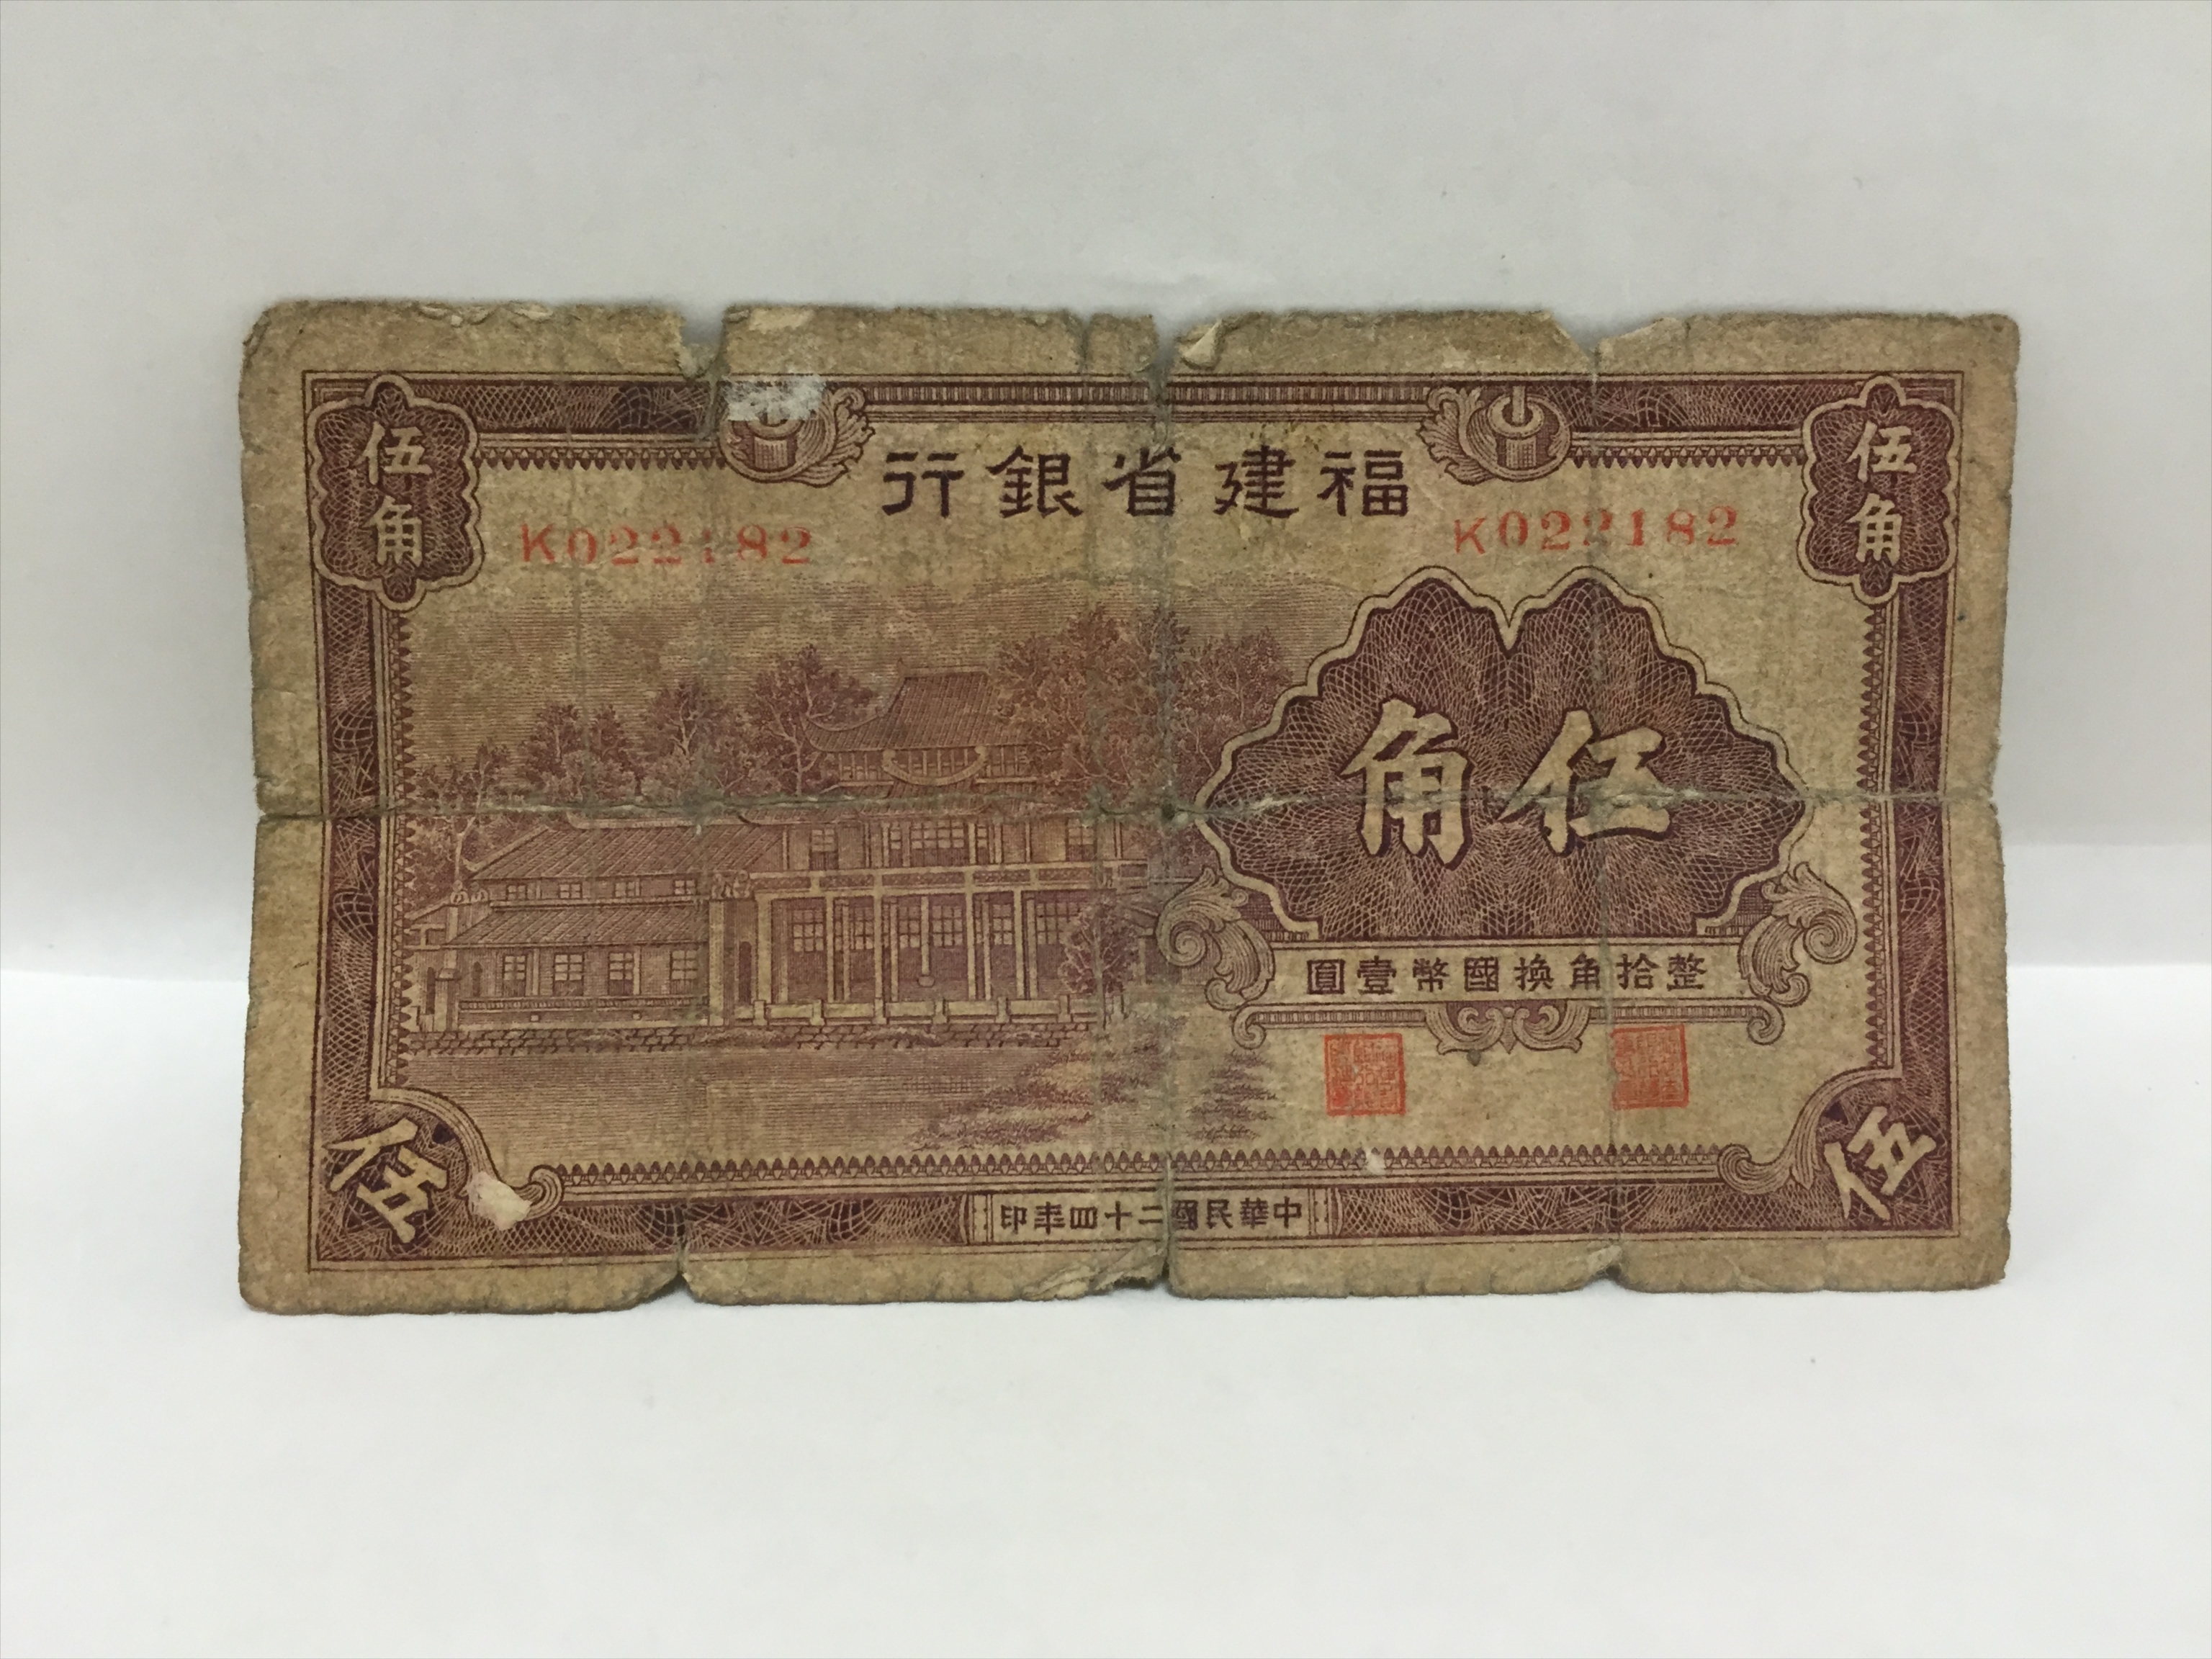 福建省銀行
伍角
伍角
K022182
K022182
伍角
整拾角換國幣壹圓
伍
伍
中華民國二十四年印